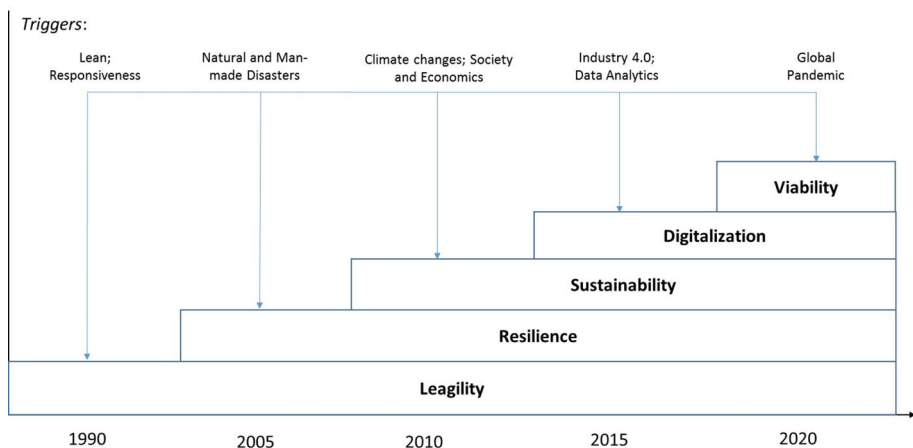 Triggers:
Lean;
Responsiveness
Natural and Man-
made Disasters
Climate changes; Society
and Economics
Industry 4.0;
Data Analytics
Global
Pandemic
Viability
Digitalization
Sustainability
Resilience
Leagility
1990
2005
2010
2015
2020